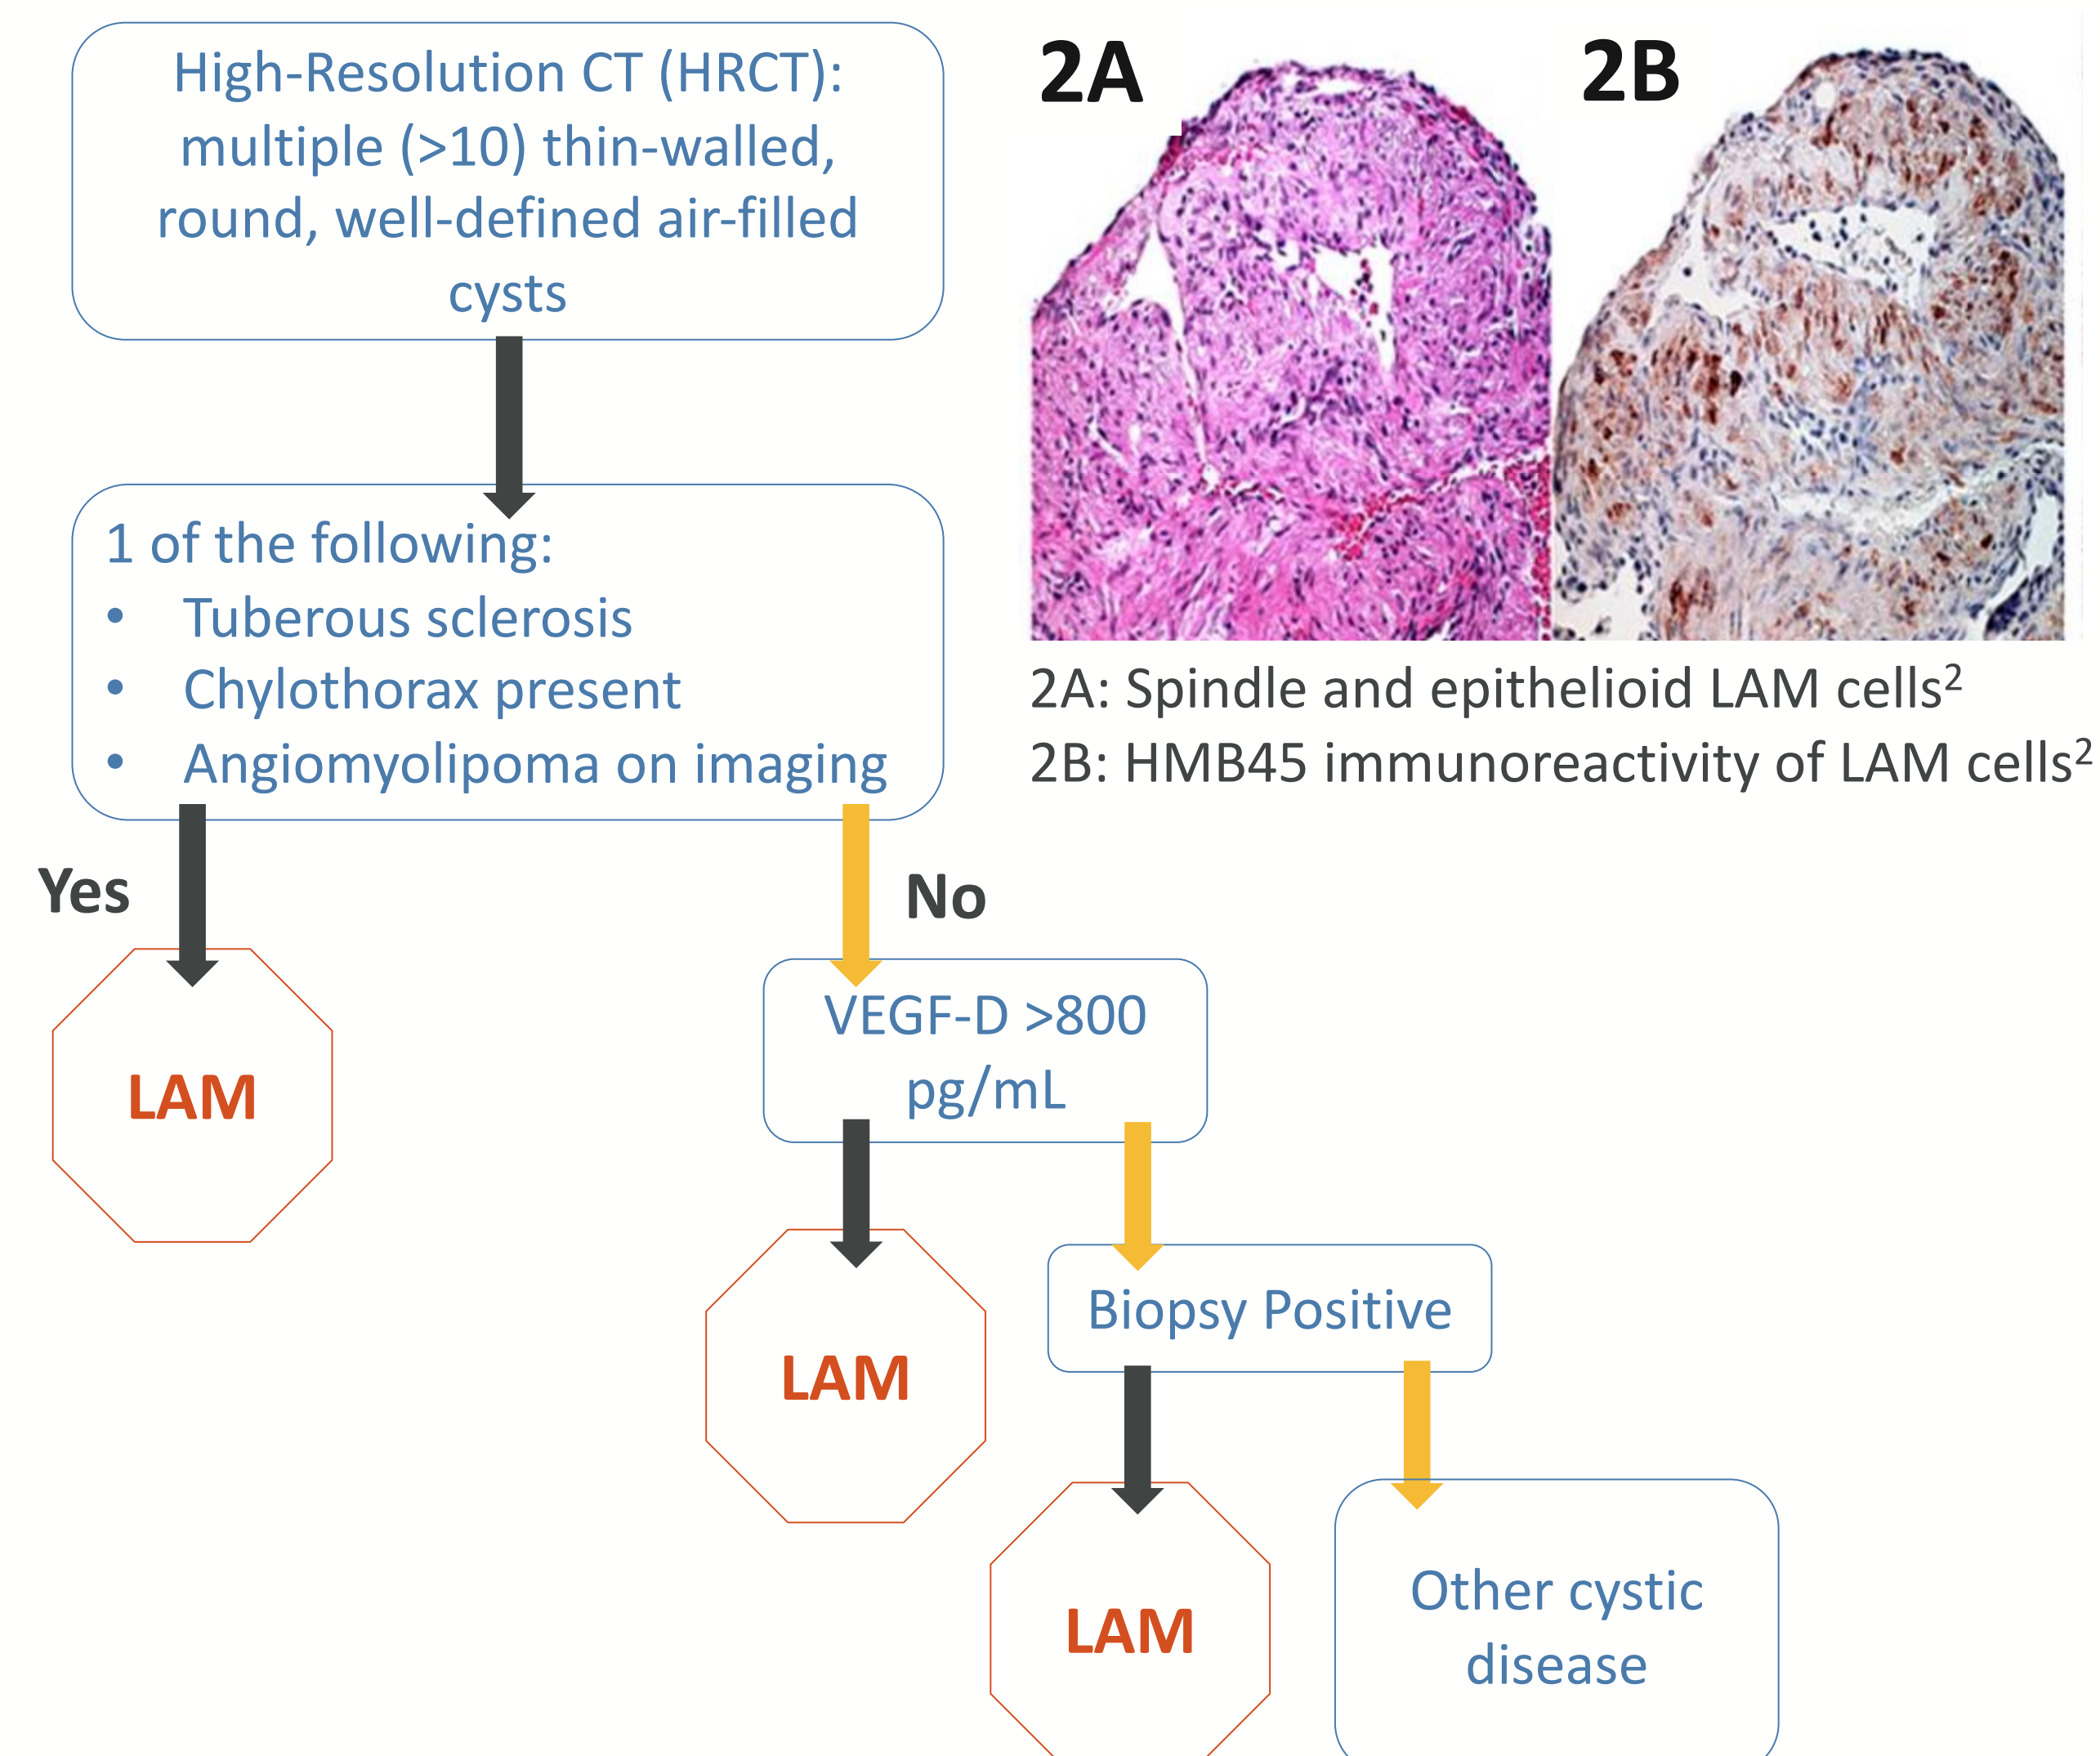 High-Resolution CT (HRCT):
multiple (>10) thin-walled,
round, well-defined air-filled
cysts
1 of the following:
• Tuberous sclerosis
• Chylothorax present
• Angiomyolipoma on imaging
2A
2B
2A: Spindle and epithelioid LAM cells²
2B: HMB45 immunoreactivity of LAM cells²
Yes
No
LAM
VEGF-D >800
pg/mL
LAM
Biopsy Positive
LAM
Other cystic
disease